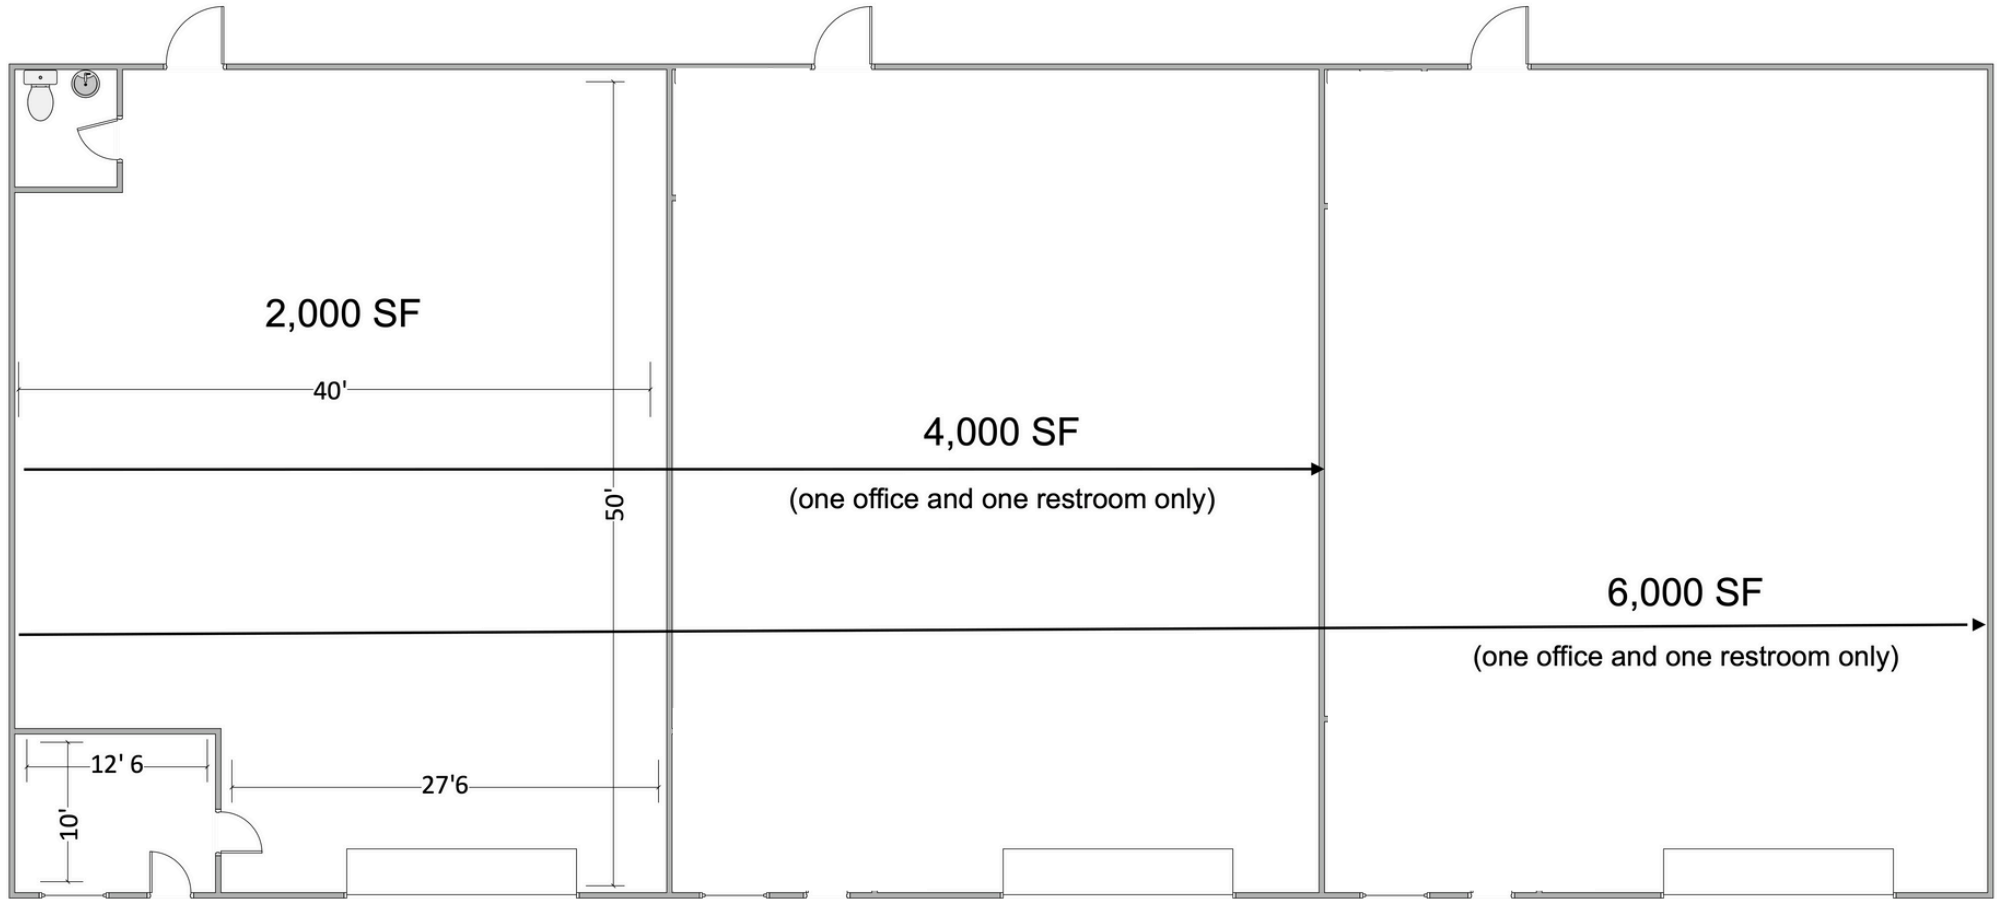 2,000 SF
40'
4,000 SF
(one office and one restroom only)
50'
6,000 SF
(one office and one restroom only)
12' 6
27'6
10'